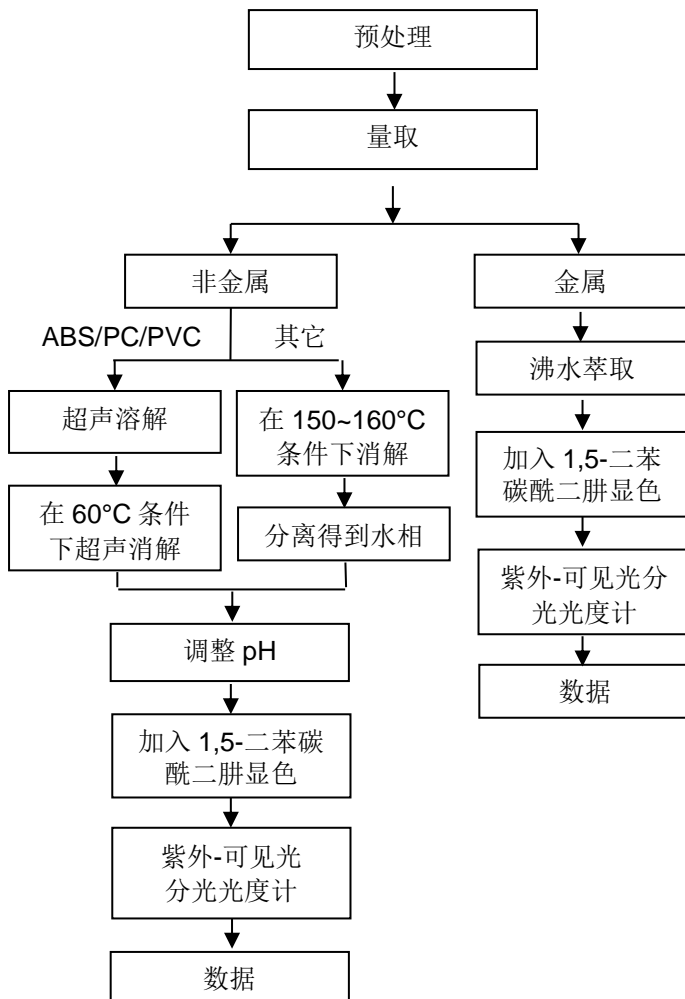 预处理
量取
非金属
金属
ABS/PC/PVC
其它
沸水萃取
超声溶解
在 150~160°C
条件下消解
加入 1,5-二苯
碳酰二肼显色
在 60°C 条件
下超声消解
分离得到水相
紫外-可见光分
光光度计
调整 pH
数据
加入 1,5-二苯碳
酰二肼显色
紫外-可见光
分光光度计
数据